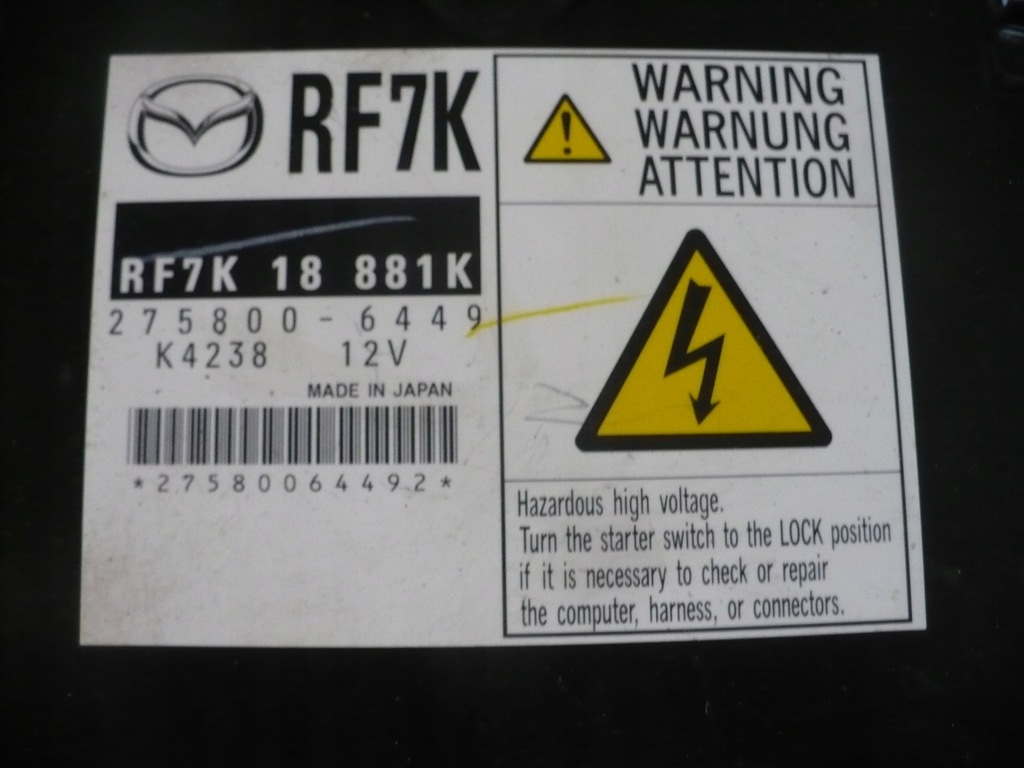 RF7K
RF7K 18 881K
275800-6449
K4238 12V
MADE IN JAPAN
*27580064492*
WARNING
WARNUNG
ATTENTION
Hazardous high voltage.
Turn the starter switch to the LOCK position
if it is necessary to check or repair
the computer, harness, or connectors.